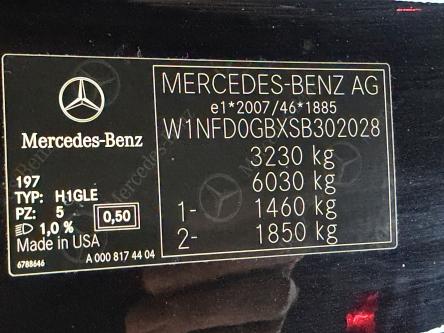 MERCEDES-BENZ AG
e1*2007/46*1885
W1NFD0GBXSB302028
3230 kg
6030 kg
1- 1460 kg
2- 1850 kg
Mercedes-Benz
197
TYP: H1GLE
PZ: 5
0,50
1,0 %
Made in USA
6788646
A 000 817 44 04